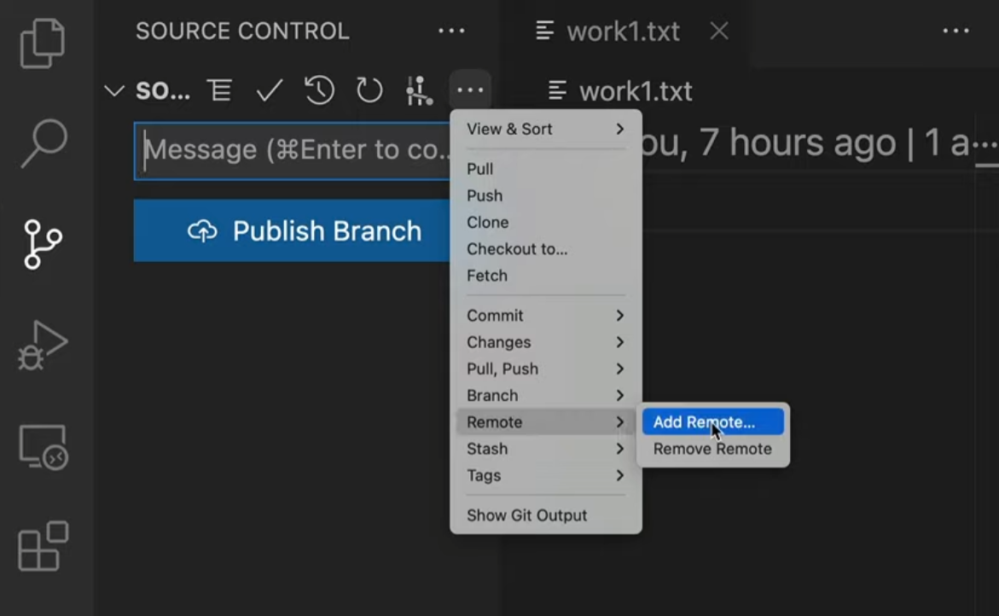 SOURCE CONTROL ...
work1.txt
...
SO...
...
work1.txt
Message (⌘Enter to co...
ou, 7 hours ago | 1 a...
Publish Branch
View & Sort
Pull
Push
Clone
Checkout to...
Fetch
Commit
Changes
Pull, Push
Branch
Remote
Add Remote...
Remove Remote
Stash
Tags
Show Git Output